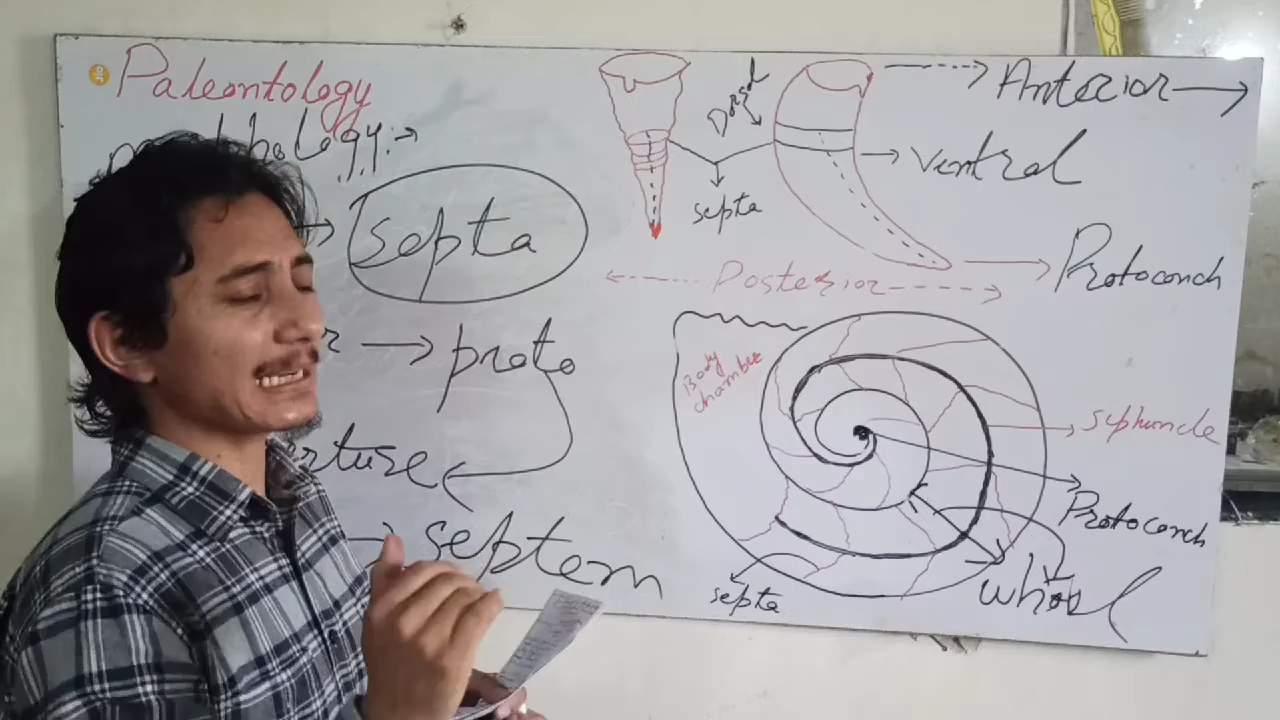 Paleontology
septa
proto
septem
Dorsal
septa
Anterior
ventral
Protoconch
Posterior
Body
chamber
siphuncle
Protoconch
whorl
septa